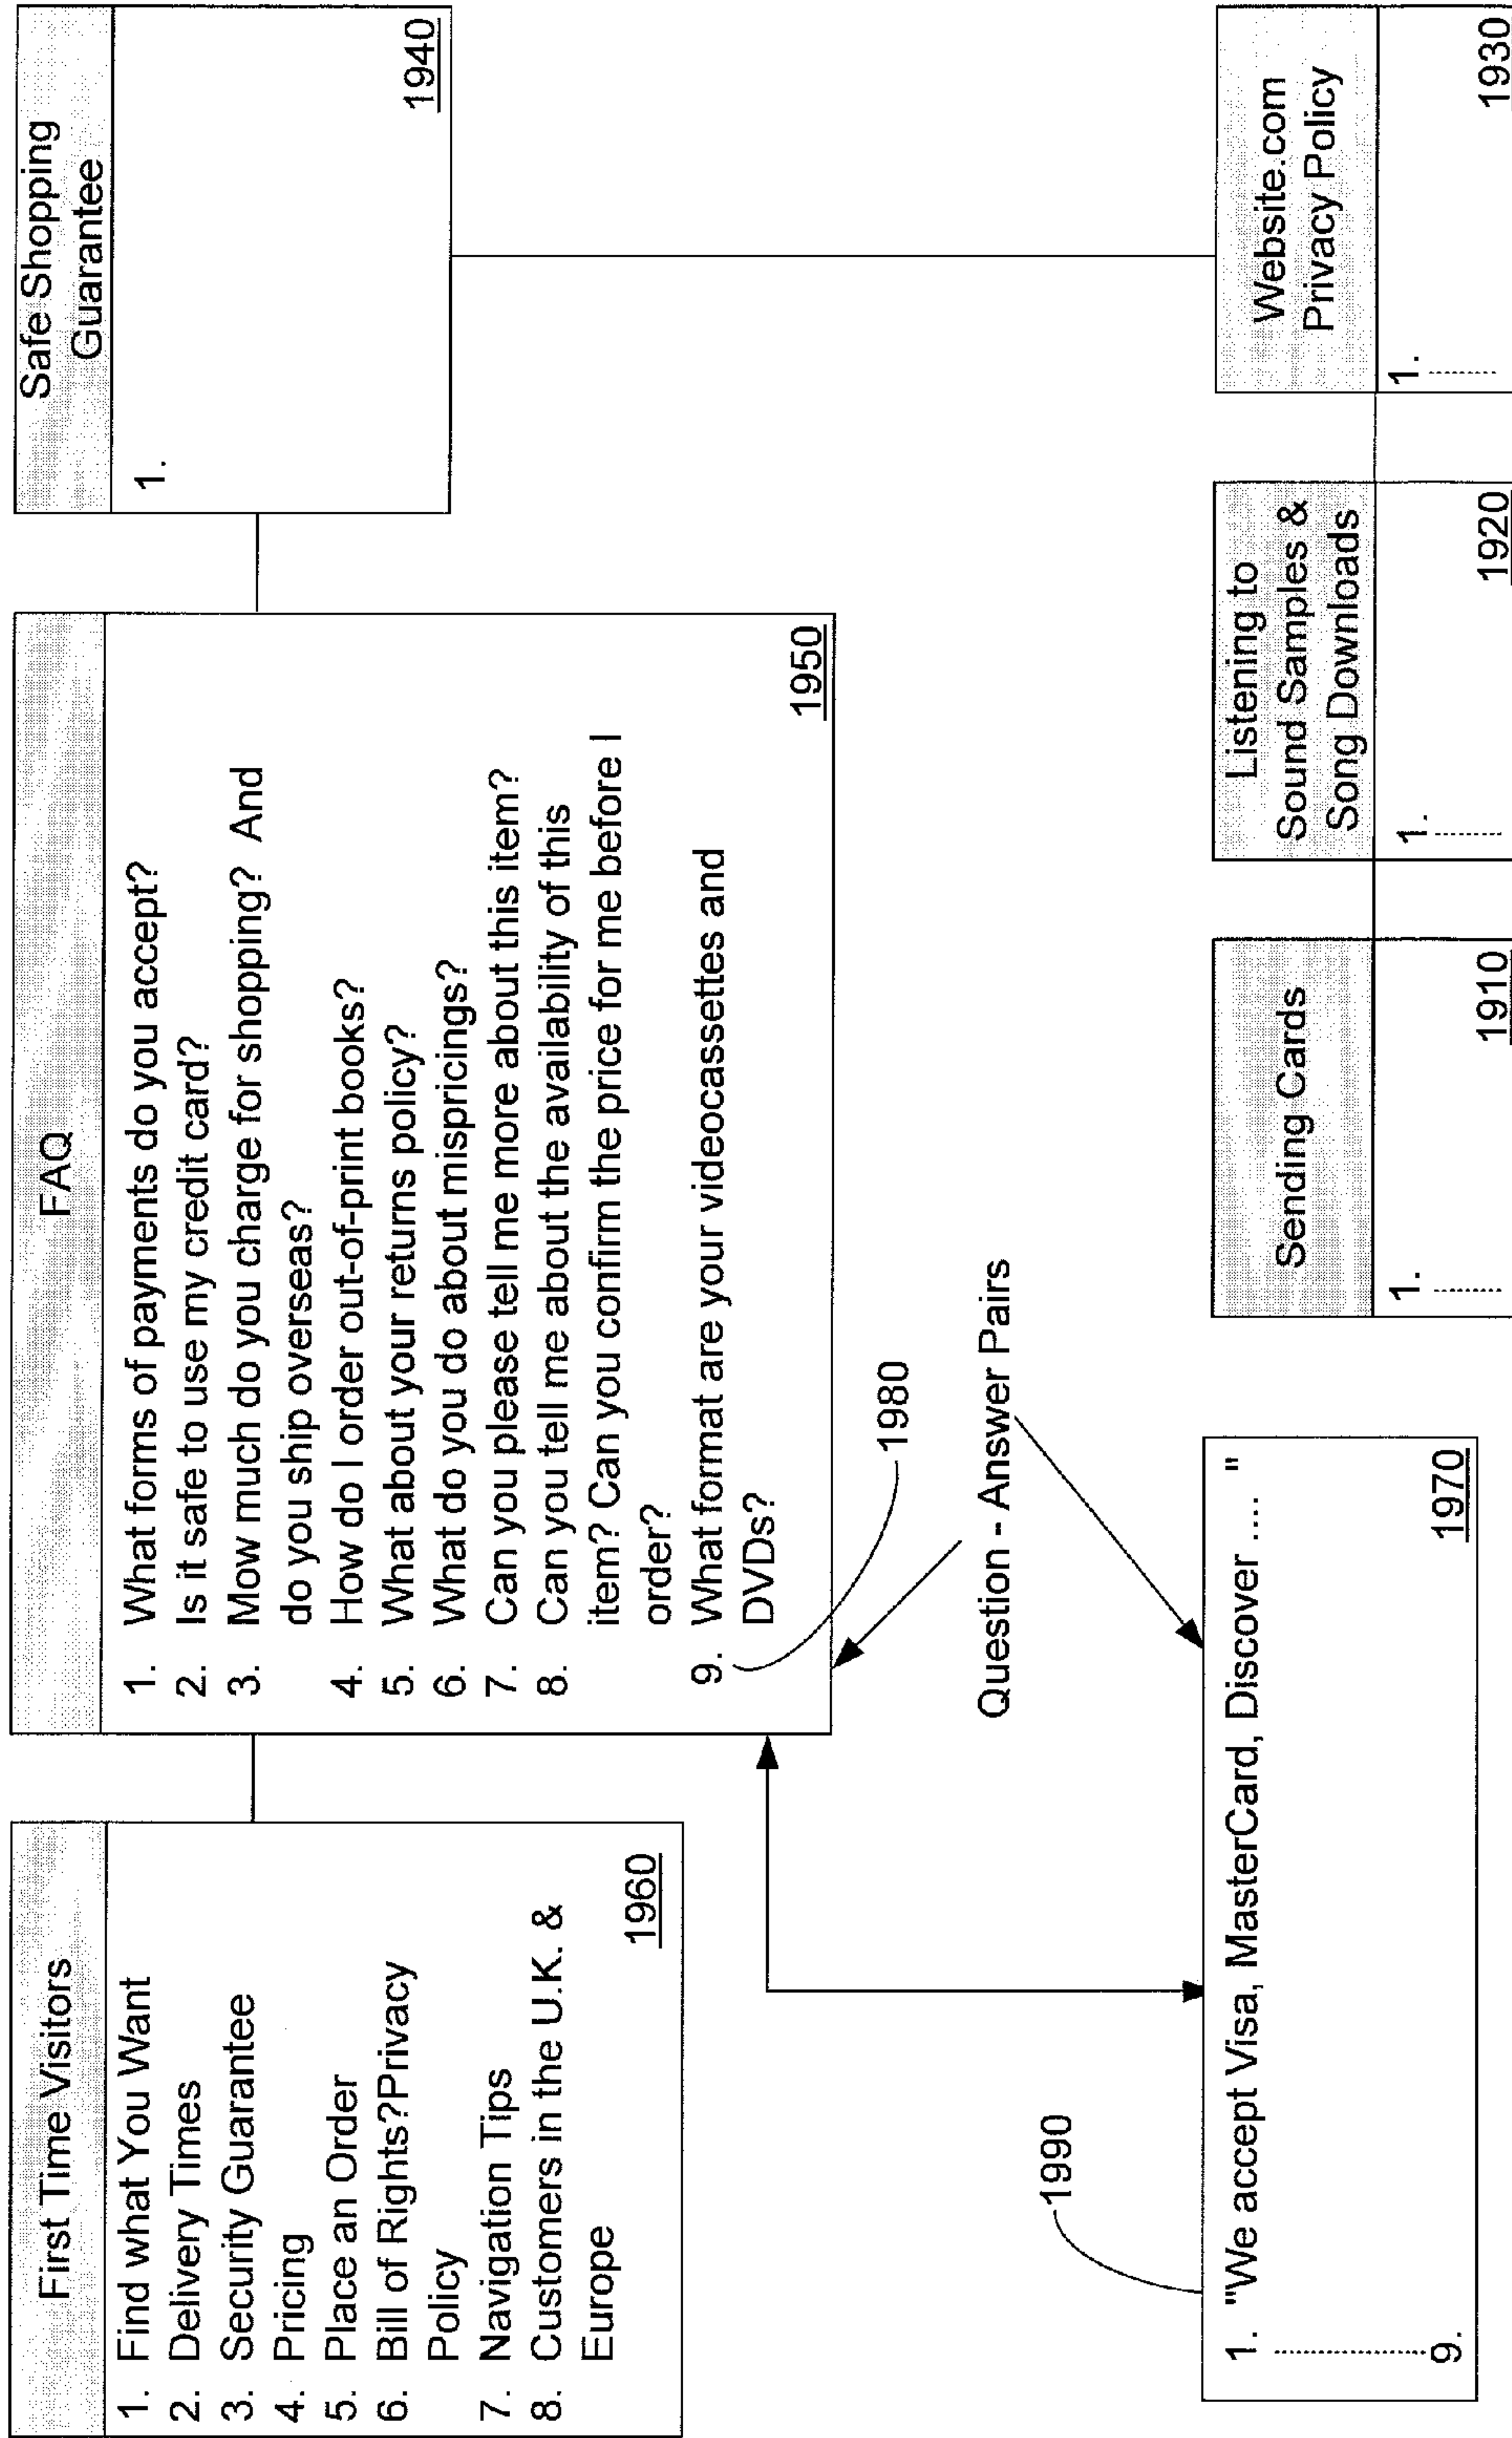 First Time Visitors
1. Find what You Want
2. Delivery Times
3. Security Guarantee
4. Pricing
5. Place an Order
6. Bill of Rights?Privacy
Policy
7. Navigation Tips
8. Customers in the U.K. &
Europe
1960
FAQ
1. What forms of payments do you accept?
2. Is it safe to use my credit card?
3. Mow much do you charge for shopping? And
do you ship overseas?
4. How do I order out-of-print books?
5. What about your returns policy?
6. What do you do about mispricings?
7. Can you please tell me more about this item?
8. Can you tell me about the availability of this
item? Can you confirm the price for me before I
order?
9. What format are your videocassettes and
DVDs?
1950
Safe Shopping
Guarantee
1.
1940
1980
Question - Answer Pairs
1990
1. "We accept Visa, MasterCard, Discover .... "
9.
1970
Sending Cards
1.
1910
Listening to
Sound Samples &
Song Downloads
1.
1920
Website.com
Privacy Policy
1.
1930